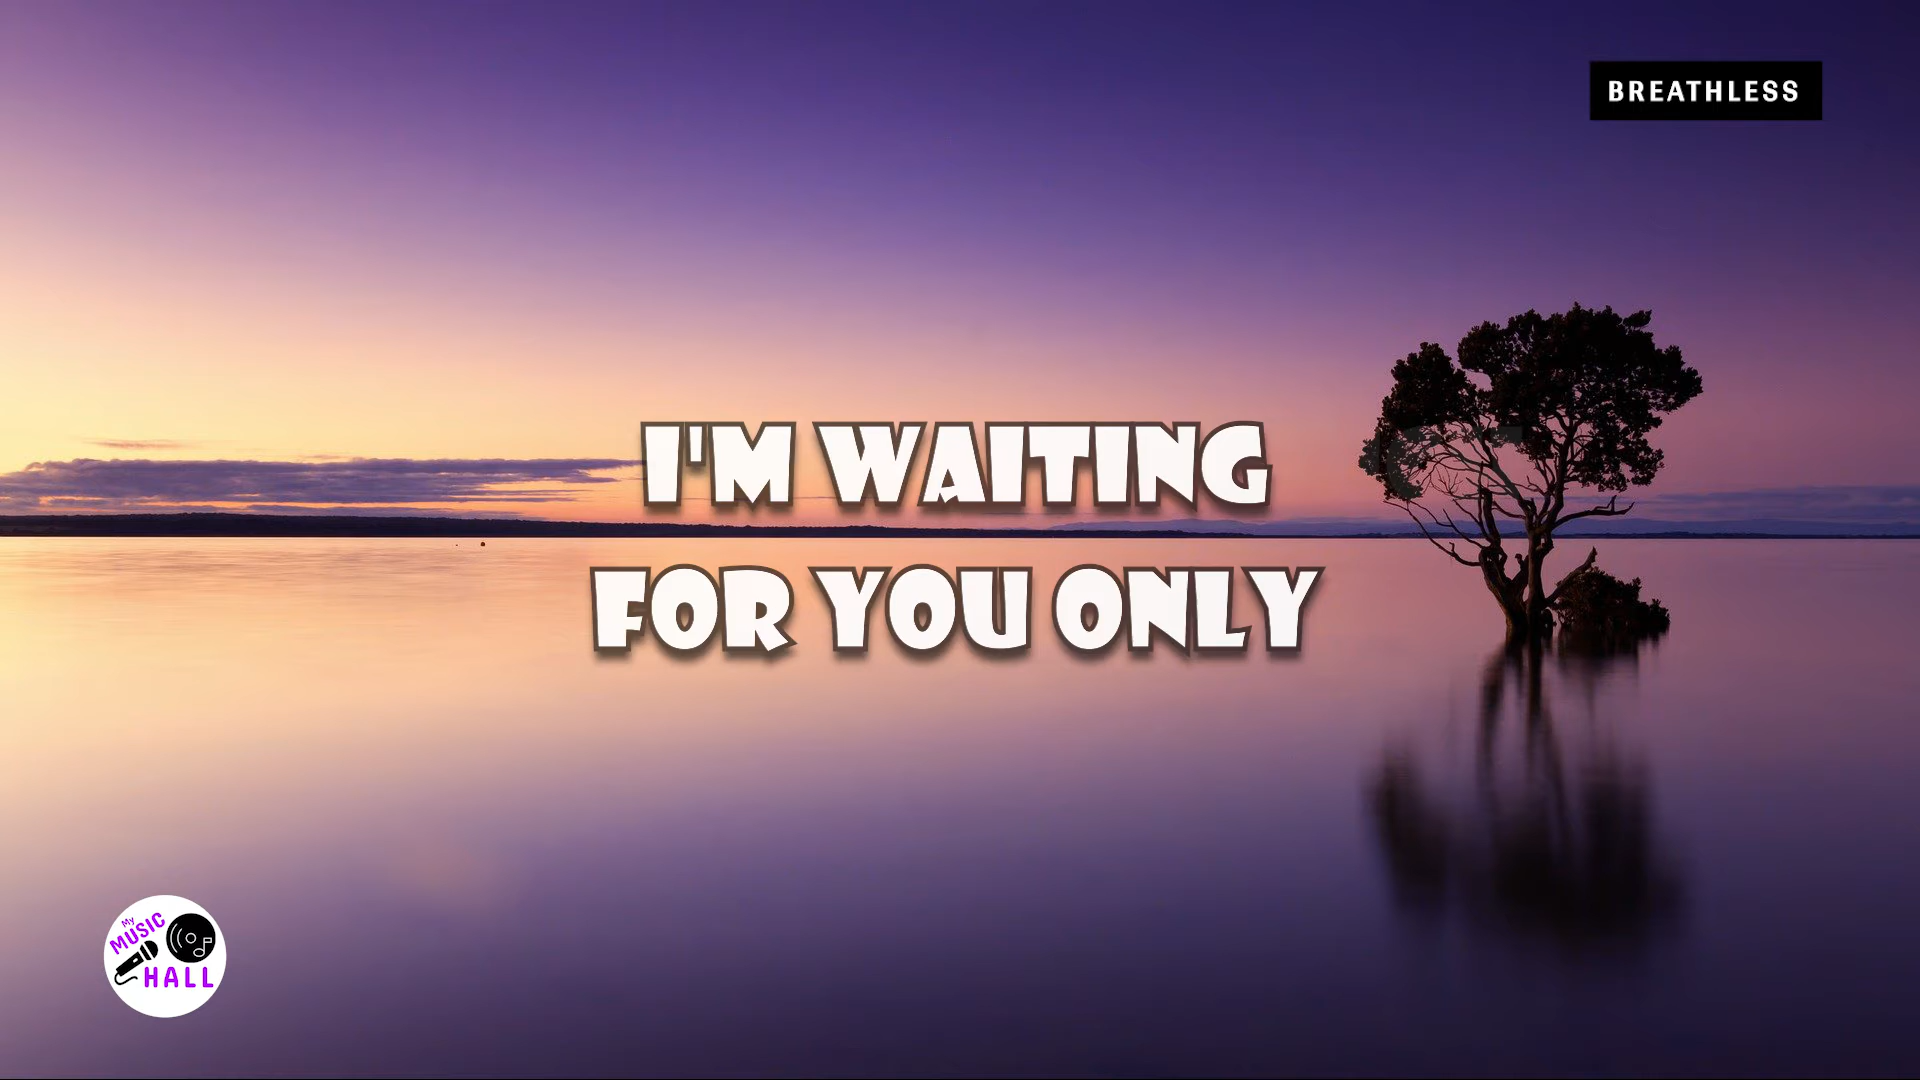 BREATHLESS
I'M WAITING
FOR YOU ONLY
My
MUSIC
HALL